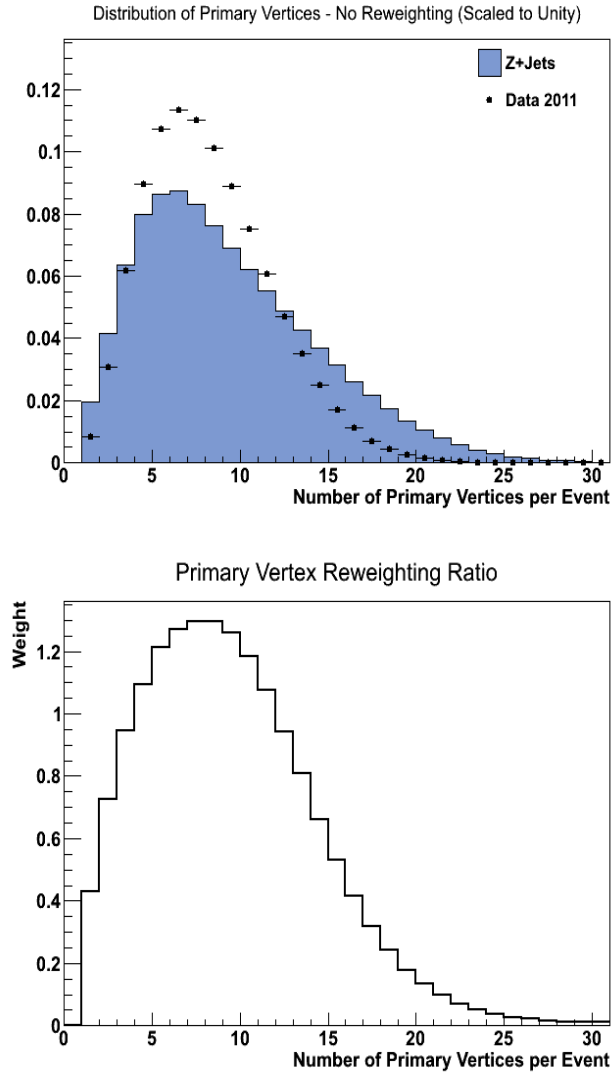 Distribution of Primary Vertices - No Reweighting (Scaled to Unity)
Z+Jets
Data 2011
0.12
0.1
0.08
0.06
0.04
0.02
0
0 5 10 15 20 25 30
Number of Primary Vertices per Event
Primary Vertex Reweighting Ratio
Weight
1.2
1
0.8
0.6
0.4
0.2
0
0 5 10 15 20 25 30
Number of Primary Vertices per Event